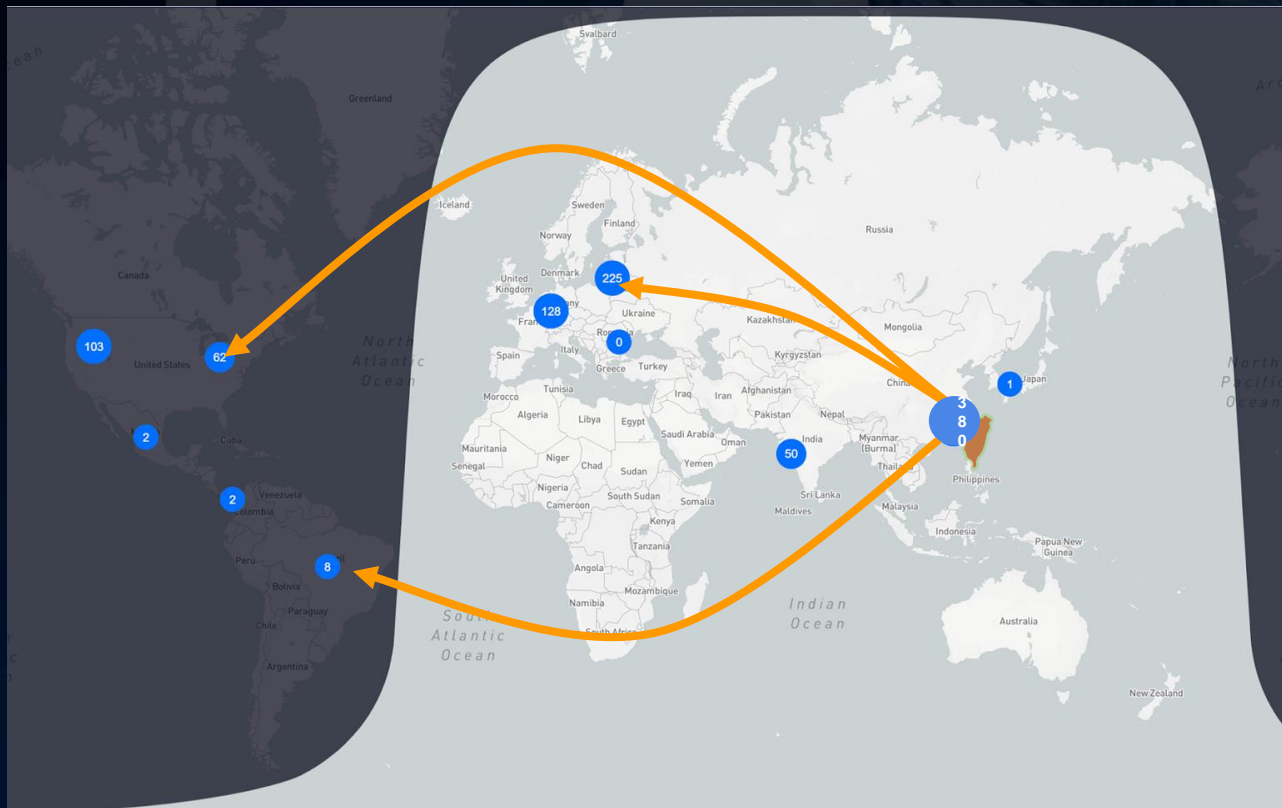 Svalbard
Greenland
Iceland
Sweden
Finland
Norway
Russia
Canada
United
Kingdom
Denmark
225
128
Ukraine
Kazakhstan
Mongolia
103
62
United States
North
Atlantic
Ocean
0
Spain
Italy
Greece
Turkey
Kyrgyzstan
China
1
Japan
North
Pacific
Ocean
Morocco
Tunisia
Algeria
Libya
Egypt
Iraq
Iran
Afghanistan
Pakistan
Nepal
3
8
0
2
Cuba
Mauritania
Saudi Arabia
Oman
50
India
Myanmar
(Burma)
Senegal
Niger
Chad
Sudan
Yemen
Thailand
Philippines
2
Venezuela
Colombia
Nigeria
Cameroon
South Sudan
Somalia
Sri Lanka
Maldives
Malaysia
Kenya
Indonesia
Papua New
Guinea
Peru
8
Tanzania
Bolivia
Angola
Mozambique
Paraguay
Namibia
Indian
Ocean
Chile
South
Atlantic
Ocean
South Africa
Australia
Argentina
New Zealand